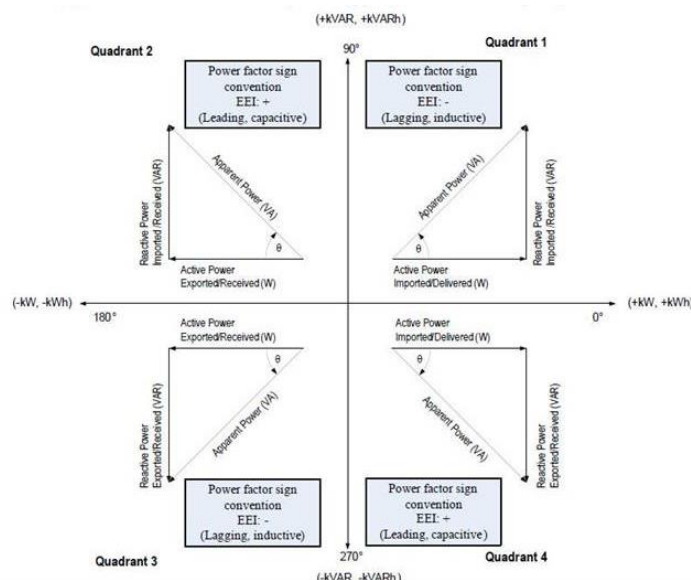 (+kVAR, +kVARh)
Quadrant 2
Quadrant 1
90°
Power factor sign
convention
EEI: +
(Leading, capacitive)
Power factor sign
convention
EEI: -
(Lagging, inductive)
Reactive Power
Imported /Received (VAR)
Apparent Power (VA)
θ
Active Power
Exported/Received (W)
Apparent Power (VA)
θ
Active Power
Imported/Delivered (W)
Reactive Power
Imported/Received (VAR)
(-kW, -kWh)
180°
(+kW, +kWh)
0°
Active Power
Exported/Received (W)
θ
Apparent Power (VA)
Reactive Power
Exported/Received (VAR)
Active Power
Imported/Delivered (W)
θ
Apparent Power (VA)
Reactive Power
Exported/Received (VAR)
Power factor sign
convention
EEI: -
(Lagging, inductive)
Power factor sign
convention
EEI: +
(Leading, capacitive)
Quadrant 3
270°
Quadrant 4
(-kVAR, -kVARh)